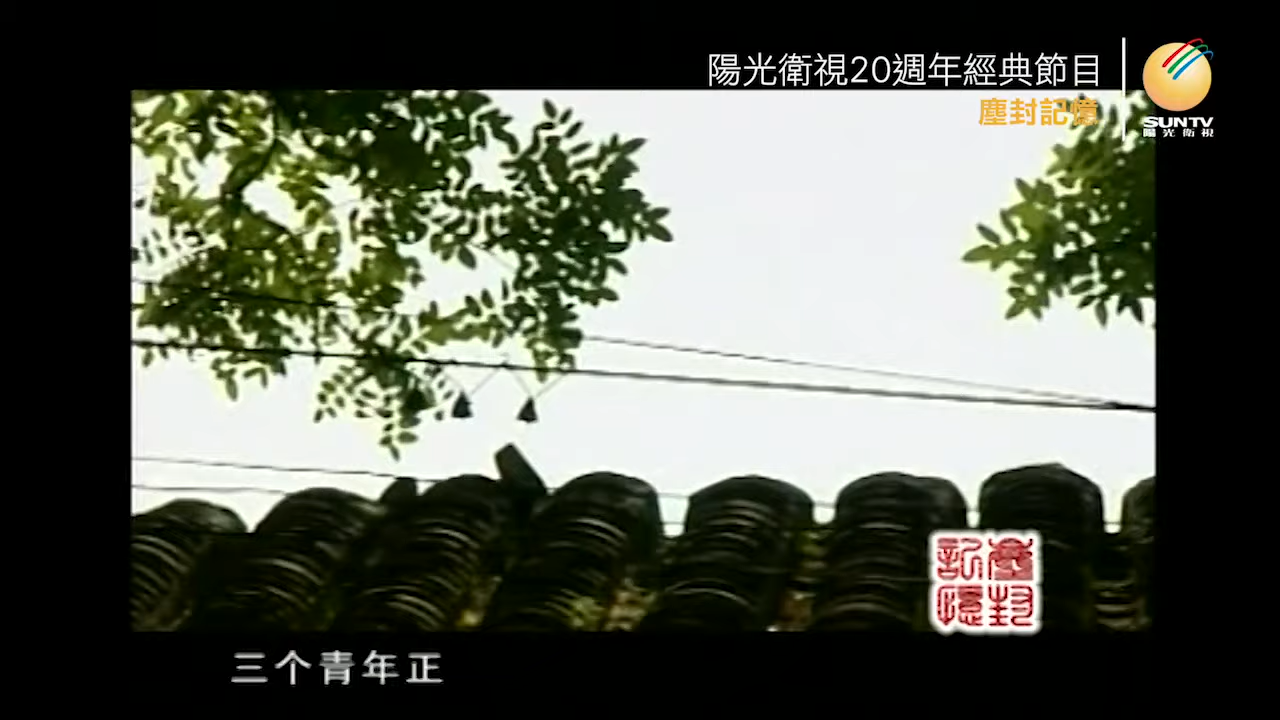 陽光衛視20週年經典節目
塵封記憶
SUNTV
陽光衛視
塵封
記憶
三个青年正